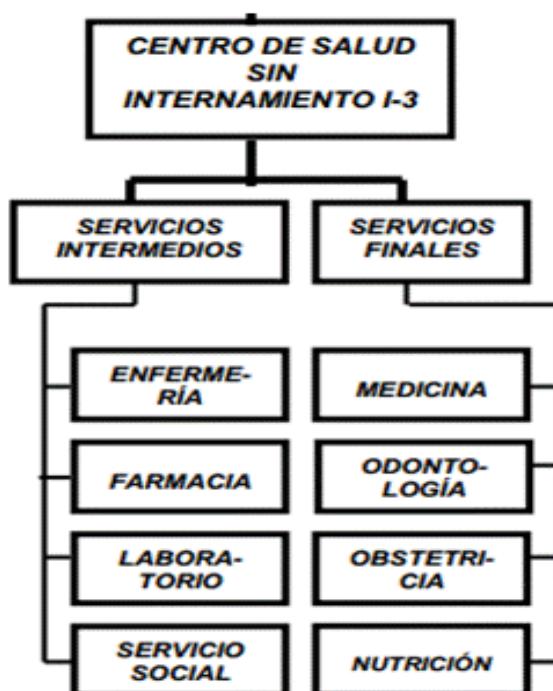 CENTRO DE SALUD
SIN
INTERNAMIENTO I-3
SERVICIOS
INTERMEDIOS
SERVICIOS
FINALES
ENFERME-
RÍA
FARMACIA
LABORA-
TORIO
SERVICIO
SOCIAL
MEDICINA
ODONTO-
LOGÍA
OBSTETRI-
CIA
NUTRICIÓN